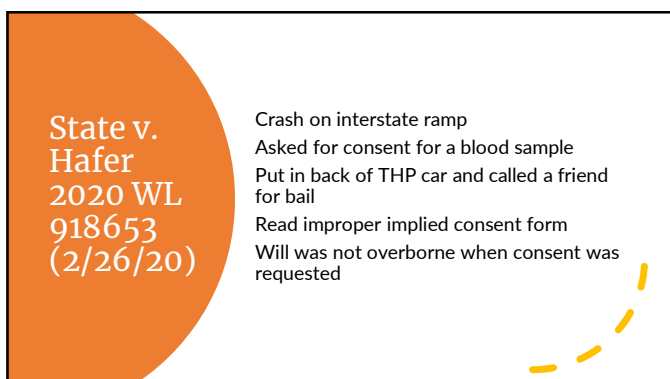 State v.
Hafer
2020 WL
918653
(2/26/20)
Crash on interstate ramp
Asked for consent for a blood sample
Put in back of THP car and called a friend
for bail
Read improper implied consent form
Will was not overborne when consent was
requested